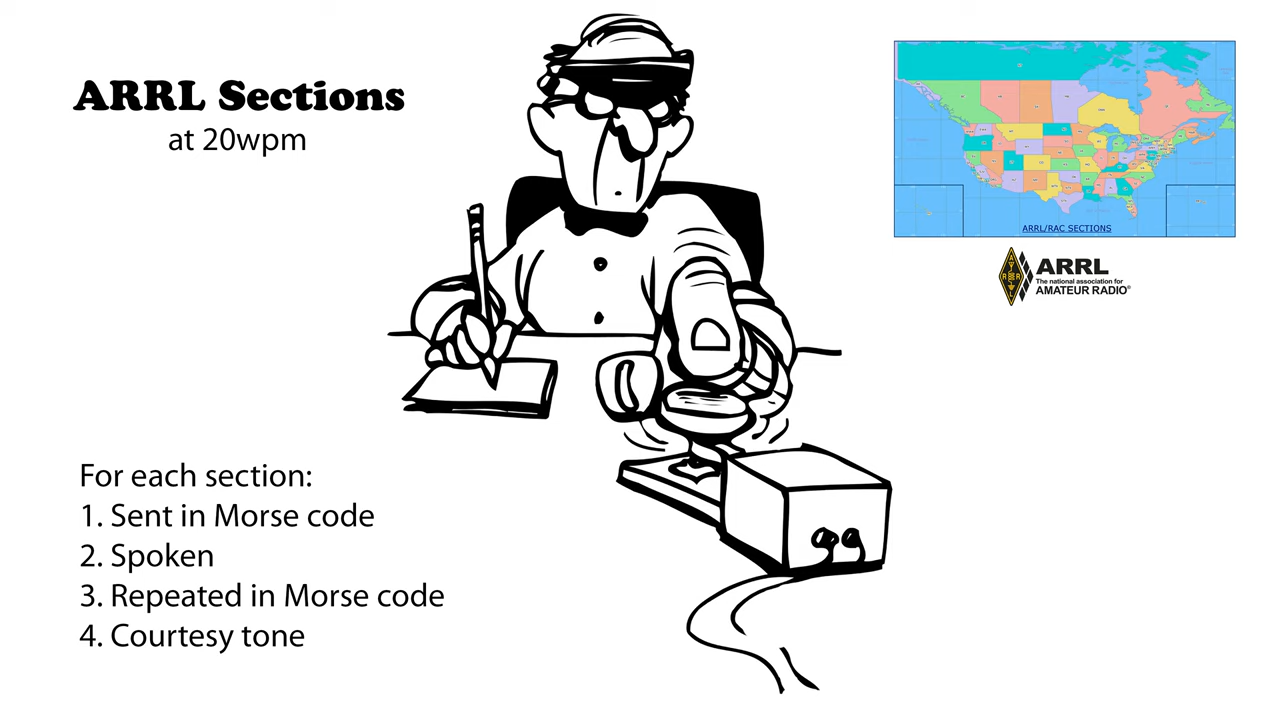 ARRL Sections
at 20wpm
ARRL/RAC SECTIONS
ARRL
The national association for
AMATEUR RADIO®
For each section:
1. Sent in Morse code
2. Spoken
3. Repeated in Morse code
4. Courtesy tone